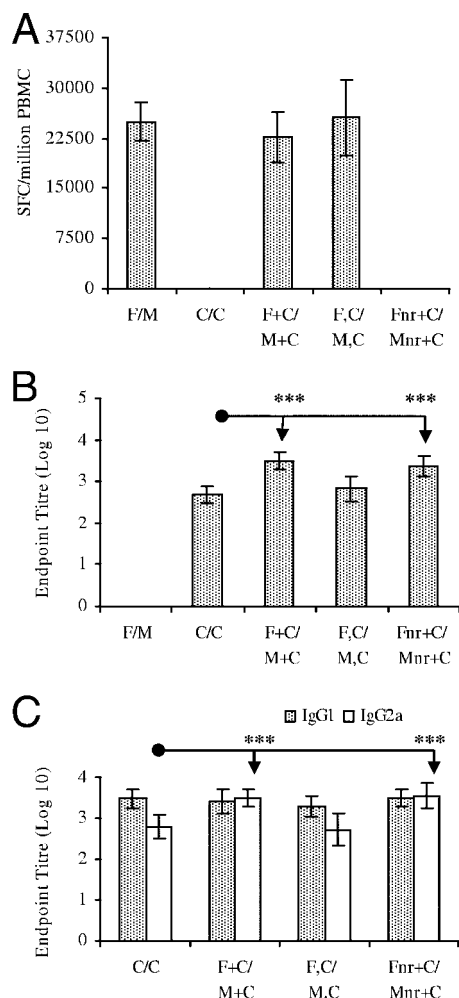 A
37500
30000
22500
15000
7500
0
SFC/million PBMC
F/M C/C F+C/ F,C/ Fnr+C/
M+C M,C Mnr+C
B
5
4
3
2
1
0
Endpoint Titre (Log 10)
*** ***
F/M C/C F+C/ F,C/ Fnr+C/
M+C M,C Mnr+C
C
IgG1 IgG2a
*** ***
4
3
2
1
0
Endpoint Titre (Log 10)
C/C F+C/ F,C/ Fnr+C/
M+C M,C Mnr+C